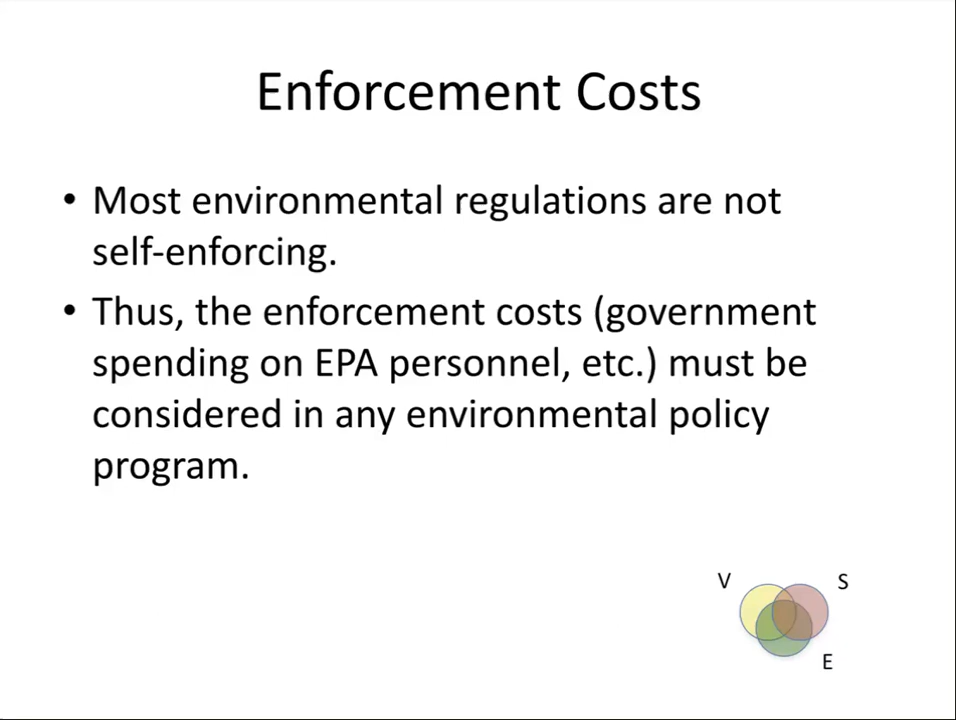 Enforcement Costs
• Most environmental regulations are not
self-enforcing.
• Thus, the enforcement costs (government
spending on EPA personnel, etc.) must be
considered in any environmental policy
program.
V
S
E